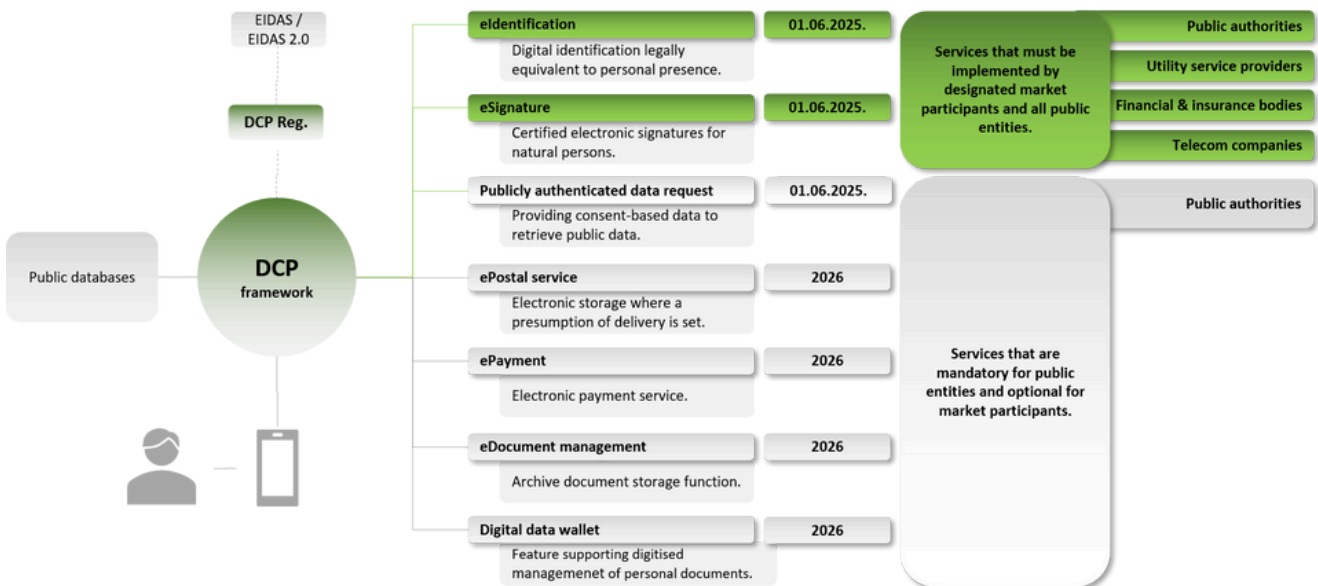 EIDAS /
EIDAS 2.0
DCP Reg.
Public databases
DCP
framework
eIdentification
01.06.2025.
Digital identification legally
equivalent to personal presence.
eSignature
01.06.2025.
Certified electronic signatures for
natural persons.
Publicly authenticated data request
01.06.2025.
Providing consent-based data to
retrieve public data.
ePostal service
2026
Electronic storage where a
presumption of delivery is set.
ePayment
2026
Electronic payment service.
eDocument management
2026
Archive document storage function.
Digital data wallet
2026
Feature supporting digitised
managemenet of personal documents.
Services that must be
implemented by
designated market
participants and all public
entities.
Public authorities
Utility service providers
Financial & insurance bodies
Telecom companies
Services that are
mandatory for public
entities and optional for
market participants.
Public authorities